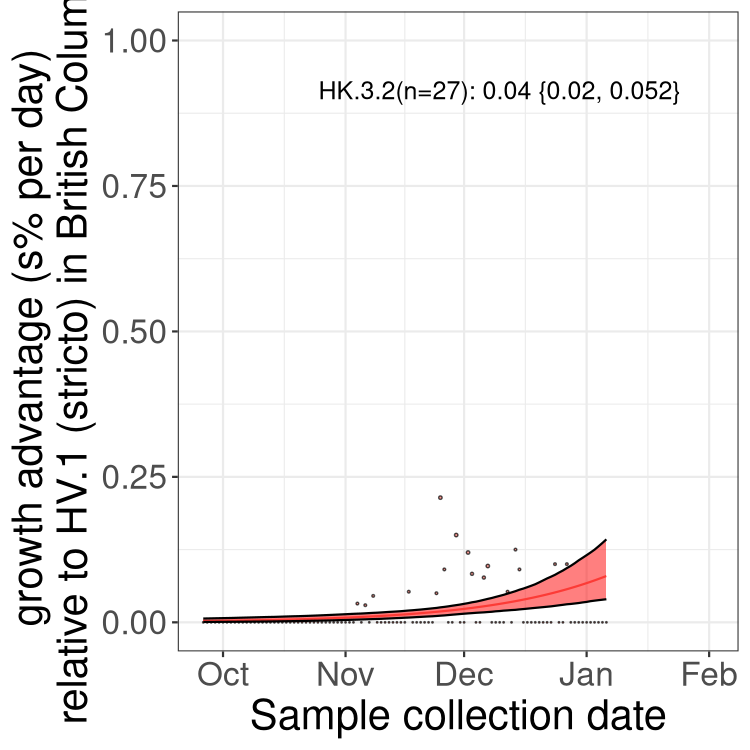 growth advantage (s% per day)
relative to HV.1 (stricto) in British Colum
1.00
0.75
0.50
0.25
0.00
HK.3.2(n=27): 0.04 {0.02, 0.052}
Oct Nov Dec Jan Feb
Sample collection date